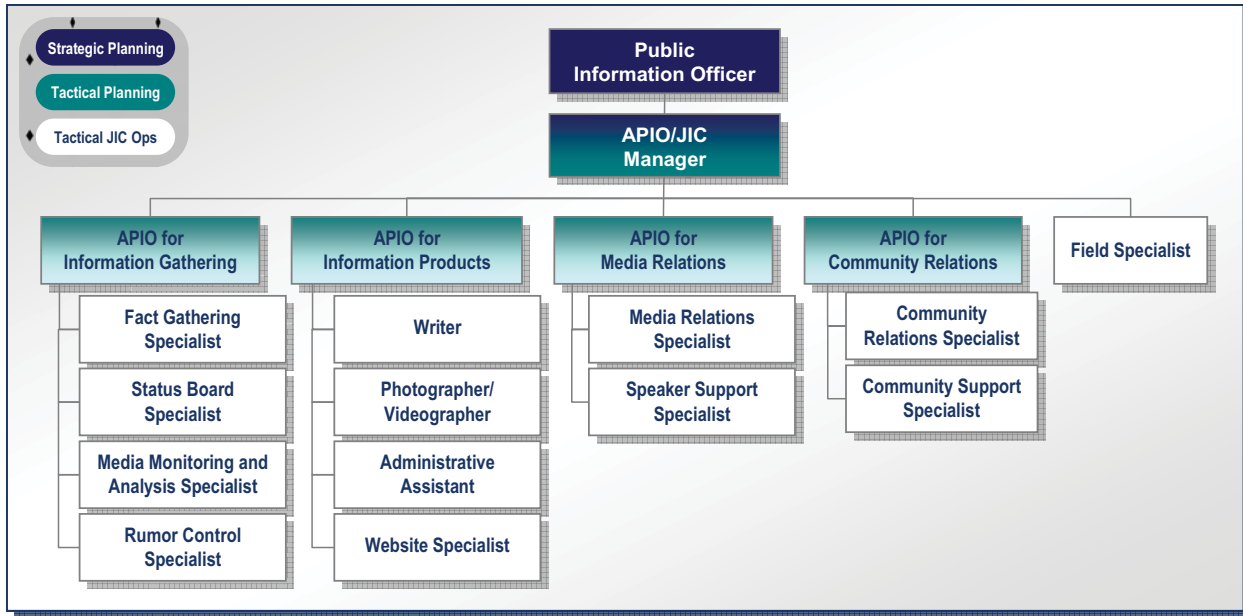 Strategic Planning
Tactical Planning
Tactical JIC Ops
Public
Information Officer
APIO/JIC
Manager
APIO for
Information Gathering
Fact Gathering
Specialist
Status Board
Specialist
Media Monitoring and
Analysis Specialist
Rumor Control
Specialist
APIO for
Information Products
Writer
Photographer/
Videographer
Administrative
Assistant
Website Specialist
APIO for
Media Relations
Media Relations
Specialist
Speaker Support
Specialist
APIO for
Community Relations
Community
Relations Specialist
Community Support
Specialist
Field Specialist